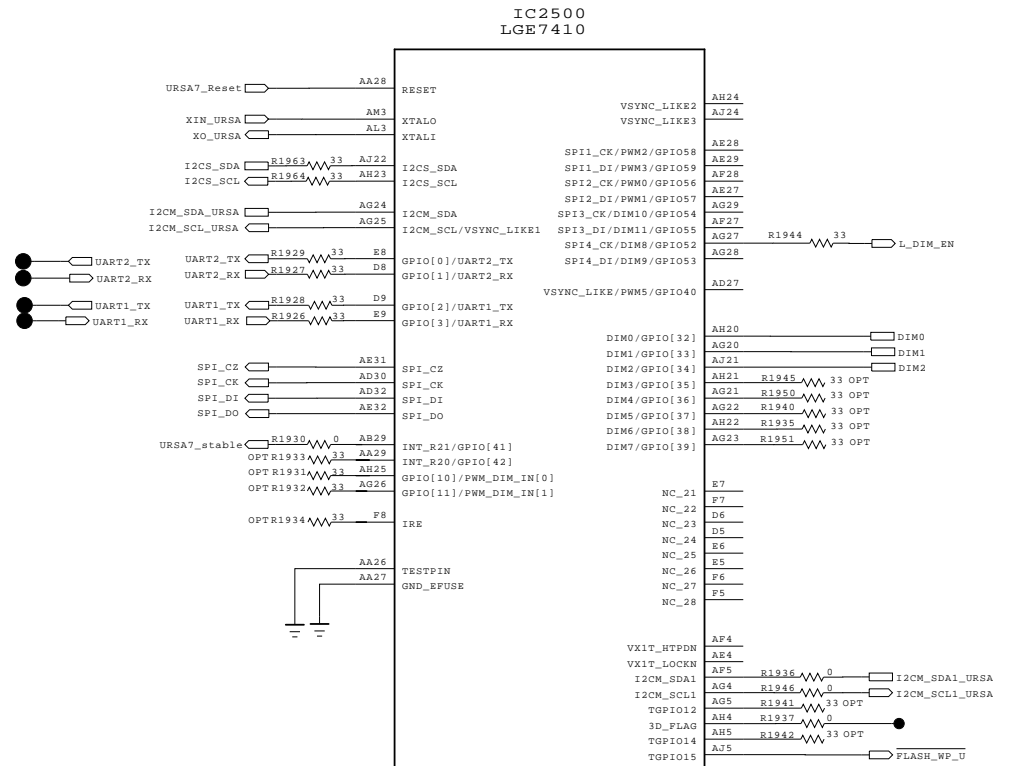 IC2500
LGE7410
URSA7_Reset AA28 RESET
XIN_URSA AM3 XTALO
XO_URSA AL3 XTALI
I2CS_SDA R1963 33 AJ22 I2CS_SDA
I2CS_SCL R1964 33 AH23 I2CS_SCL
I2CM_SDA_URSA AG24 I2CM_SDA
I2CM_SCL_URSA AG25 I2CM_SCL/VSYNC_LIKE1
UART2_TX UART2_TX R1929 33 E8 GPIO[0]/UART2_TX
UART2_RX UART2_RX R1927 33 D8 GPIO[1]/UART2_RX
UART1_TX UART1_TX R1928 33 D9 GPIO[2]/UART1_TX
UART1_RX UART1_RX R1926 33 E9 GPIO[3]/UART1_RX
SPI_CZ AE31 SPI_CZ
SPI_CK AD30 SPI_CK
SPI_DI AD32 SPI_DI
SPI_DO AE32 SPI_DO
URSA7_stable R1930 0 AB29 INT_R21/GPIO[41]
OPT R1933 33 AA29 INT_R20/GPIO[42]
OPT R1931 33 AH25 GPIO[10]/PWM_DIM_IN[0]
OPT R1932 33 AG26 GPIO[11]/PWM_DIM_IN[1]
OPT R1934 33 F8 IRE
AA26 TESTPIN
AA27 GND_EFUSE
VSYNC_LIKE2 AH24
VSYNC_LIKE3 AJ24
SPI1_CK/PWM2/GPIO58 AE28
SPI1_DI/PWM3/GPIO59 AE29
SPI2_CK/PWM0/GPIO56 AF28
SPI2_DI/PWM1/GPIO57 AE27
SPI3_CK/DIM10/GPIO54 AG29
SPI3_DI/DIM11/GPIO55 AF27
SPI4_CK/DIM8/GPIO52 AG27 R1944 33 L_DIM_EN
SPI4_DI/DIM9/GPIO53 AG28
VSYNC_LIKE/PWM5/GPIO40 AD27
DIM0/GPIO[32] AH20 DIM0
DIM1/GPIO[33] AG20 DIM1
DIM2/GPIO[34] AJ21 DIM2
DIM3/GPIO[35] AH21 R1945 33 OPT
DIM4/GPIO[36] AG21 R1950 33 OPT
DIM5/GPIO[37] AG22 R1940 33 OPT
DIM6/GPIO[38] AH22 R1935 33 OPT
DIM7/GPIO[39] AG23 R1951 33 OPT
NC_21 E7
NC_22 F7
NC_23 D6
NC_24 D5
NC_25 E6
NC_26 E5
NC_27 F6
NC_28 F5
VX1T_HTPDN AF4
VX1T_LOCKN AE4
I2CM_SDA1 AF5 R1936 0 I2CM_SDA1_URSA
I2CM_SCL1 AG4 R1946 0 I2CM_SCL1_URSA
TGPIO12 AG5 R1941 33 OPT
3D_FLAG AH4 R1937 0
TGPIO14 AH5 R1942 33 OPT
TGPIO15 AJ5 FLASH_WP_U